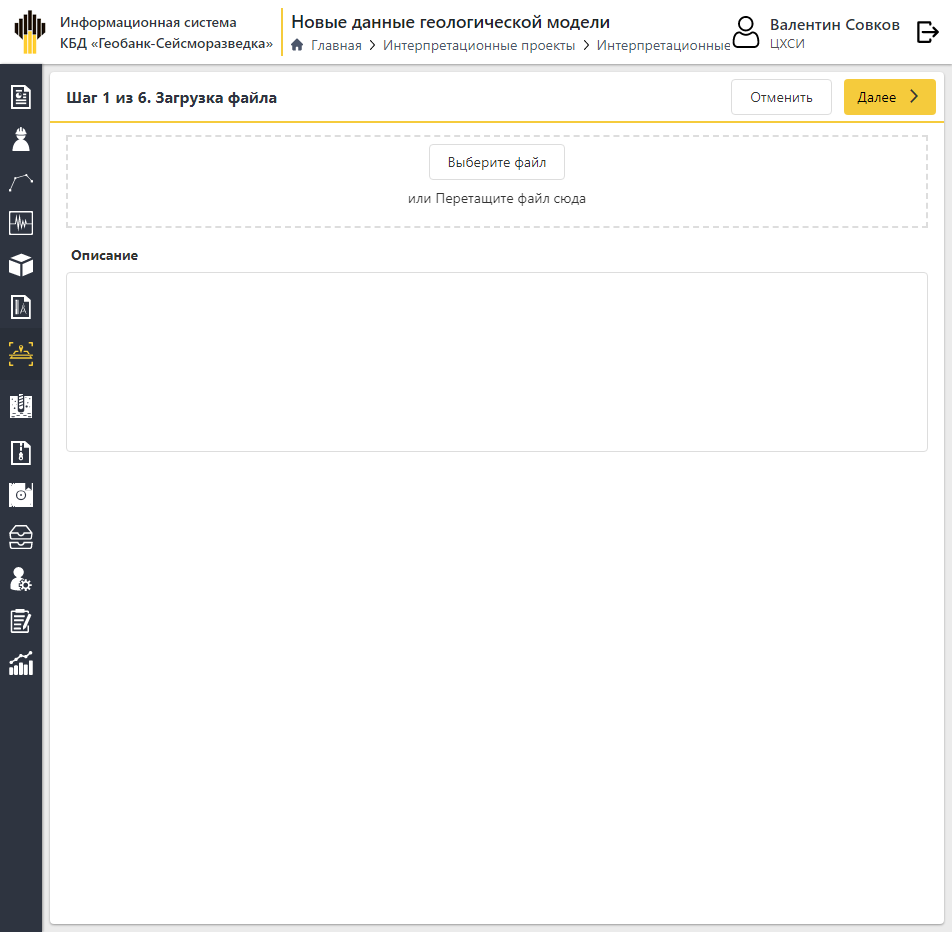 Информационная система
КБД «Геобанк-Сейсморазведка»
Новые данные геологической модели
Главная > Интерпретационные проекты > Интерпретационные
Валентин Совков
ЦХСИ
Шаг 1 из 6. Загрузка файла
Отменить
Далее >
Выберите файл
или Перетащите файл сюда
Описание